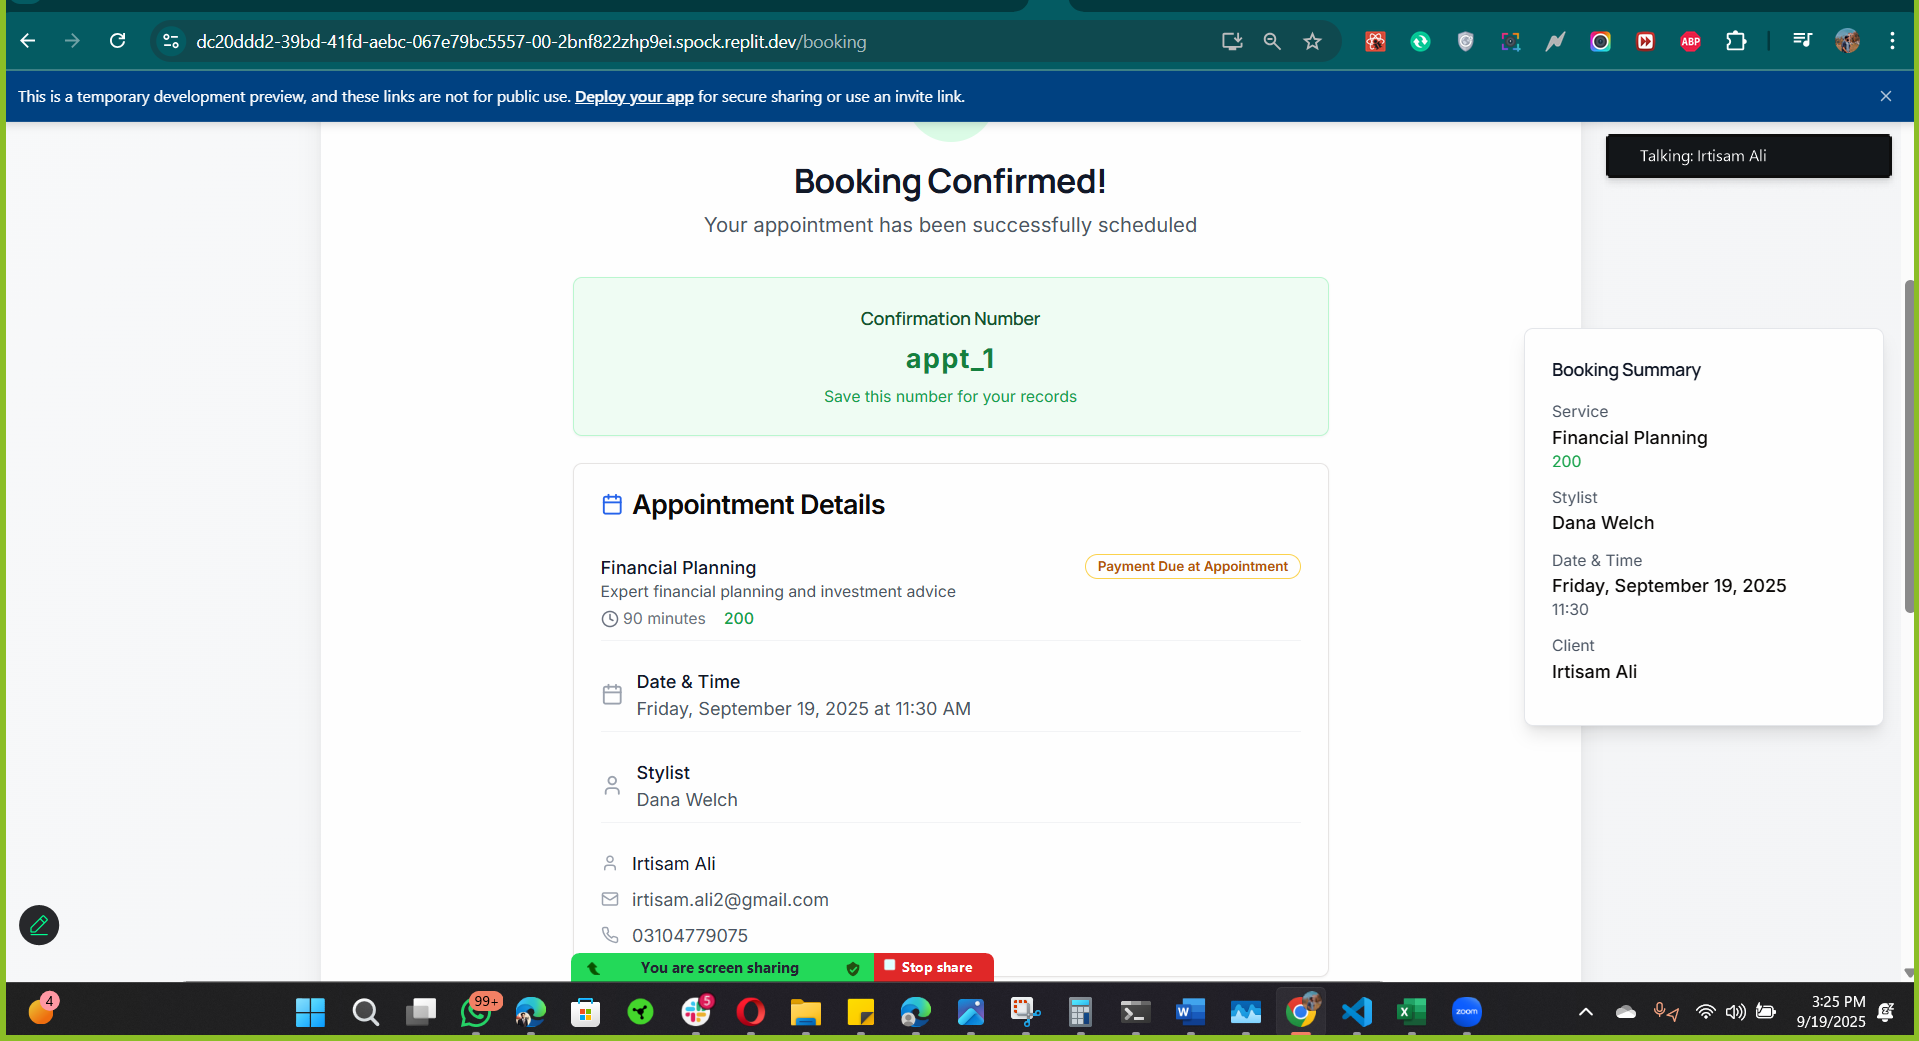 dc20ddd2-39bd-41fd-aebc-067e79bc5557-00-2bnf822zhp9ei.spock.replit.dev/booking
ABP
This is a temporary development preview, and these links are not for public use. Deploy your app for secure sharing or use an invite link.
Talking: Irtisam Ali
Booking Confirmed!
Your appointment has been successfully scheduled
Confirmation Number
appt_1
Save this number for your records
Appointment Details
Financial Planning
Payment Due at Appointment
Expert financial planning and investment advice
90 minutes 200
Date & Time
Friday, September 19, 2025 at 11:30 AM
Stylist
Dana Welch
Irtisam Ali
irtisam.ali2@gmail.com
03104779075
Booking Summary
Service
Financial Planning
200
Stylist
Dana Welch
Date & Time
Friday, September 19, 2025
11:30
Client
Irtisam Ali
You are screen sharing
Stop share
4
99+
5
zoom
3:25 PM
9/19/2025